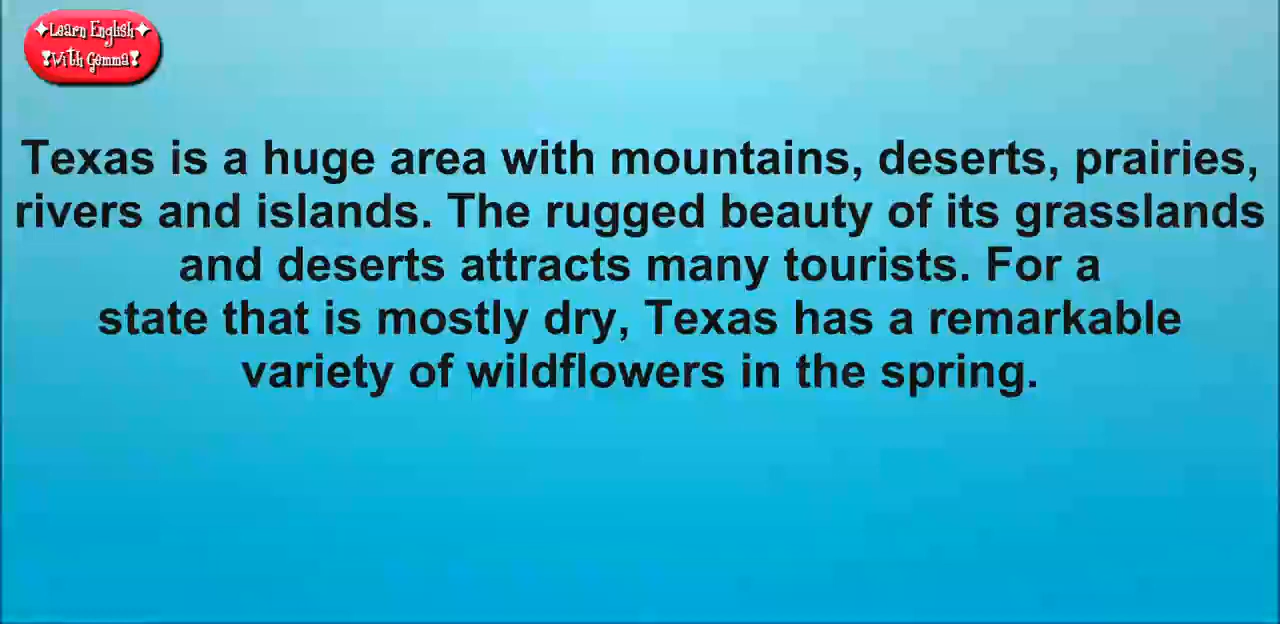 ✦Learn English✦
❣With Gemma❣
Texas is a huge area with mountains, deserts, prairies,
rivers and islands. The rugged beauty of its grasslands
and deserts attracts many tourists. For a
state that is mostly dry, Texas has a remarkable
variety of wildflowers in the spring.